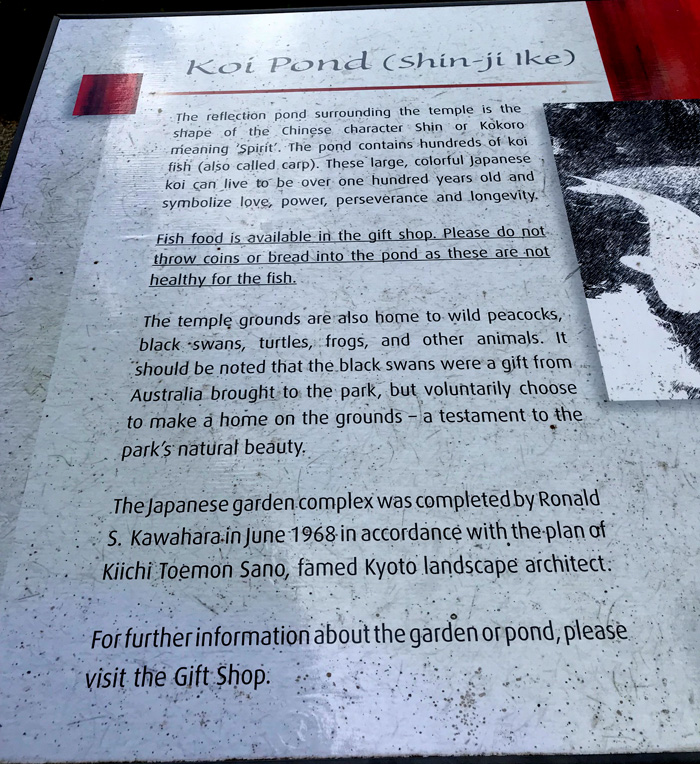 Koi Pond (Shin-ji Ike)
The reflection pond surrounding the temple is the
shape of the Chinese character Shin or Kokoro
meaning 'Spirit'. The pond contains hundreds of koi
fish (also called carp). These large, colorful Japanese
koi can live to be over one hundred years old and
symbolize love, power, perseverance and longevity.
Fish food is available in the gift shop. Please do not
throw coins or bread into the pond as these are not
healthy for the fish.
The temple grounds are also home to wild peacocks,
black swans, turtles, frogs, and other animals. It
should be noted that the black swans were a gift from
Australia brought to the park, but voluntarily choose
to make a home on the grounds – a testament to the
park's natural beauty.
The Japanese garden complex was completed by Ronald
S. Kawahara in June 1968 in accordance with the plan of
Kiichi Toemon Sano, famed Kyoto landscape architect.
For further information about the garden or pond, please
visit the Gift Shop.